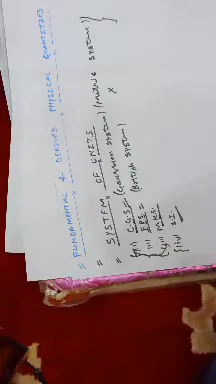 = FUNDAMENTAL & DERIVED PHYSICAL QUANTITIES
= SYSTEM OF UNITS
(i) C.G.S = (Gaussian system)
(ii) F.P.S = (British system)
(iii) M.K.S
(iv) S.I